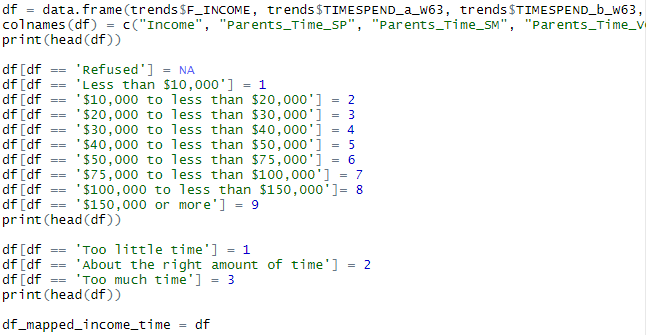 df = data.frame(trends$F_INCOME, trends$TIMESPEND_a_W63, trends$TIMESPEND_b_W63,
colnames(df) = c("Income", "Parents_Time_SP", "Parents_Time_SM", "Parents_Time_V
print(head(df))
df[df == 'Refused'] = NA
df[df == 'Less than $10,000'] = 1
df[df == '$10,000 to less than $20,000'] = 2
df[df == '$20,000 to less than $30,000'] = 3
df[df == '$30,000 to less than $40,000'] = 4
df[df == '$40,000 to less than $50,000'] = 5
df[df == '$50,000 to less than $75,000'] = 6
df[df == '$75,000 to less than $100,000'] = 7
df[df == '$100,000 to less than $150,000']= 8
df[df == '$150,000 or more'] = 9
print(head(df))
df[df == 'Too little time'] = 1
df[df == 'About the right amount of time'] = 2
df[df == 'Too much time'] = 3
print(head(df))
df_mapped_income_time = df